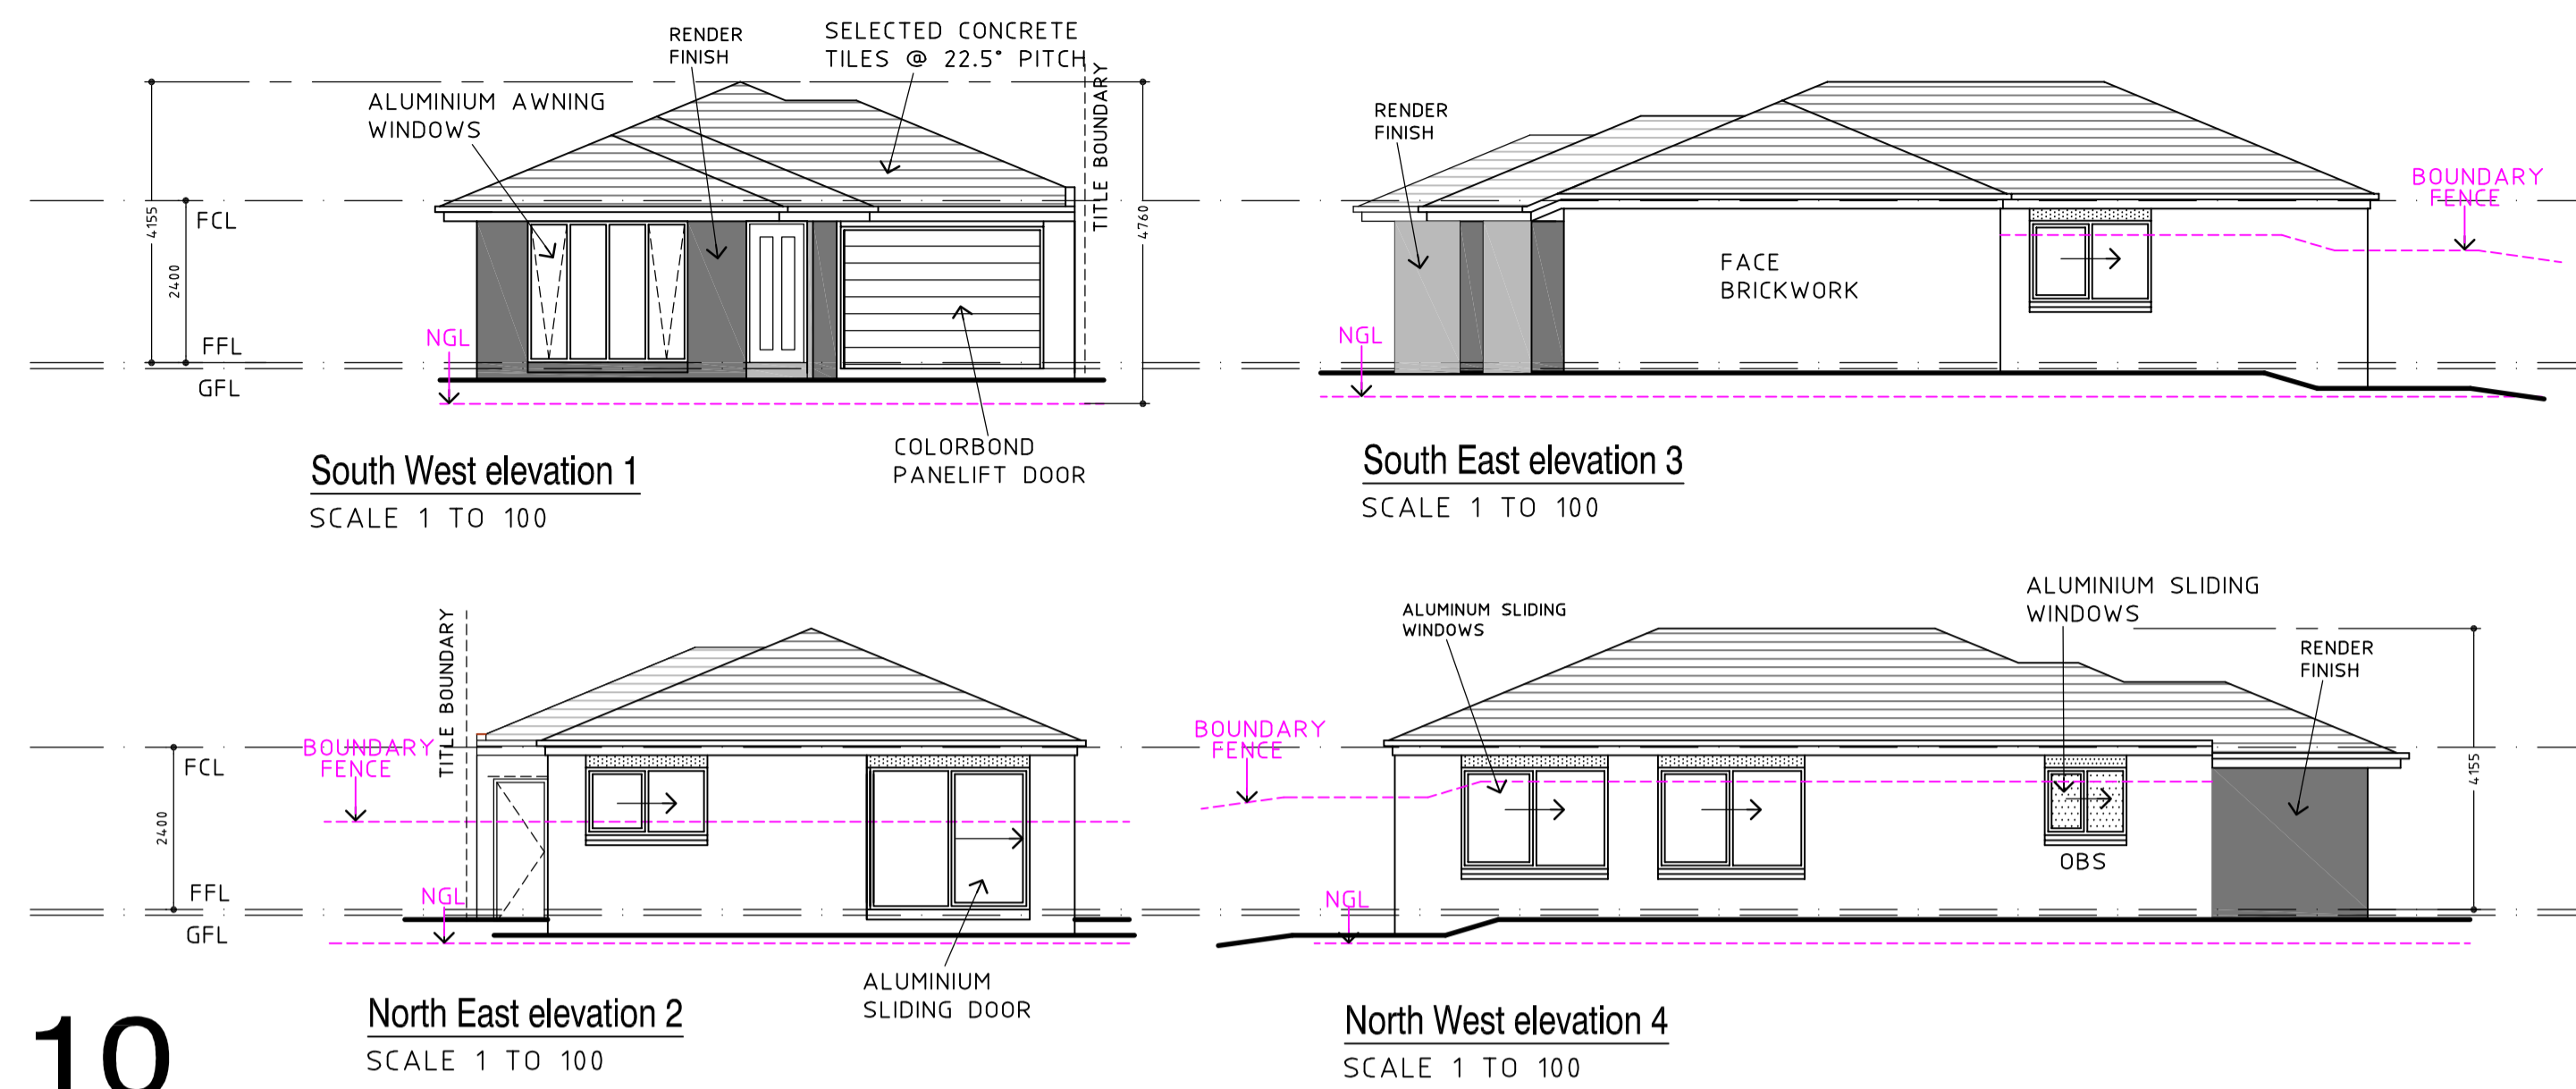 RENDER
FINISH
SELECTED CONCRETE
TILES @ 22.5° PITCH
ALUMINIUM AWNING
WINDOWS
TITLE BOUNDARY
4155
FCL
2400
4760
FFL
NGL
GFL
COLORBOND
PANELIFT DOOR
South West elevation 1
SCALE 1 TO 100
RENDER
FINISH
BOUNDARY
FENCE
FACE
BRICKWORK
NGL
South East elevation 3
SCALE 1 TO 100
TITLE BOUNDARY
BOUNDARY
FENCE
FCL
2400
FFL
NGL
GFL
ALUMINIUM
SLIDING DOOR
North East elevation 2
SCALE 1 TO 100
ALUMINUM SLIDING
WINDOWS
ALUMINIUM SLIDING
WINDOWS
RENDER
FINISH
BOUNDARY
FENCE
4155
OBS
NGL
North West elevation 4
SCALE 1 TO 100
10